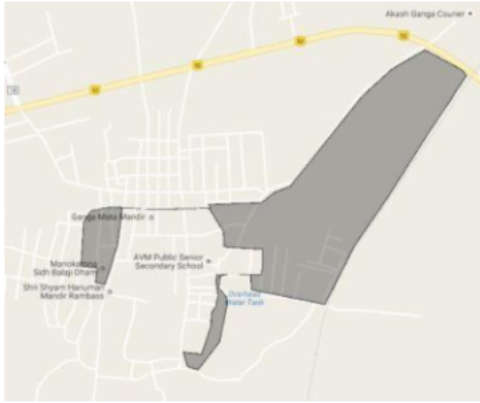 Akash Ganga Courier
52
52
52
52
Ganga Mata Mandir
Manokamna
Sidh Balaji Dham
AVM Public Senior
Secondary School
Shri Shyam Hanuman
Mandir Rambass
Overhead
Water Tank